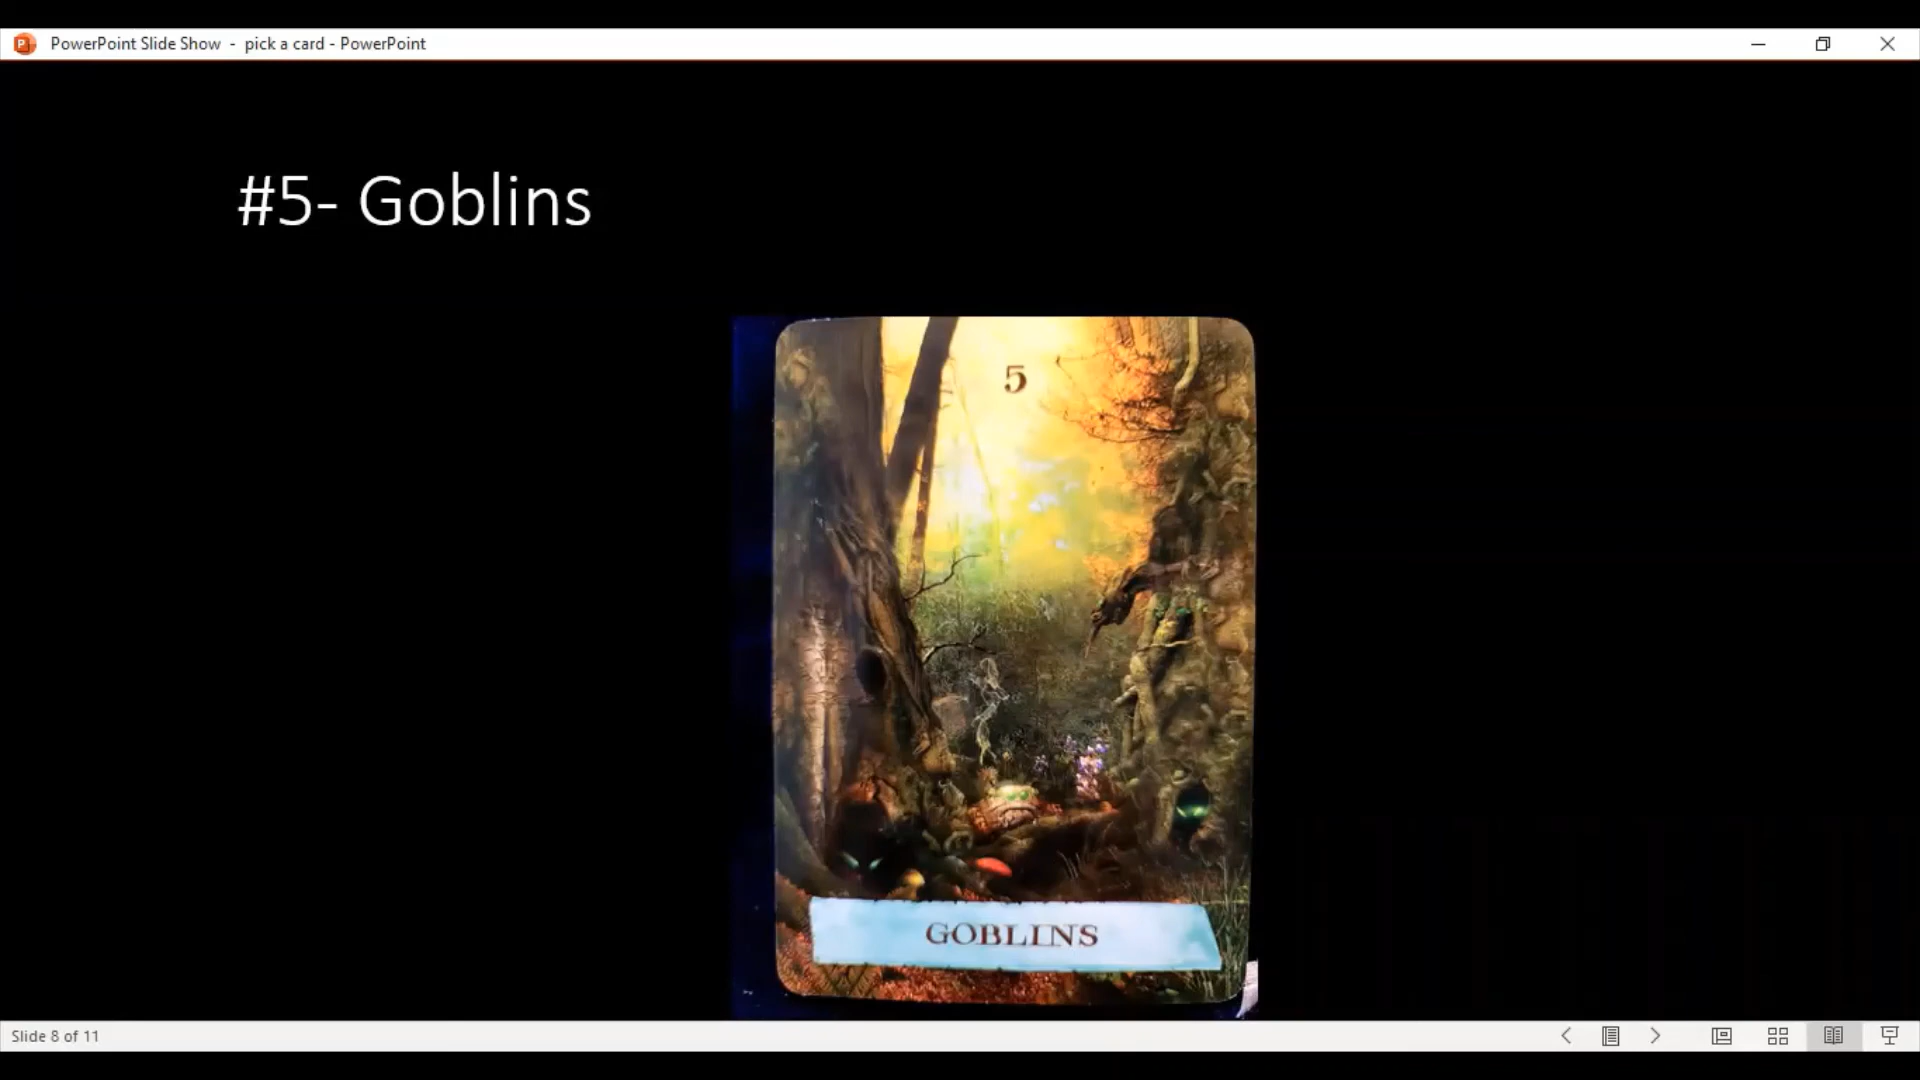 PowerPoint Slide Show - pick a card - PowerPoint
#5- Goblins
5
GOBLINS
Slide 8 of 11